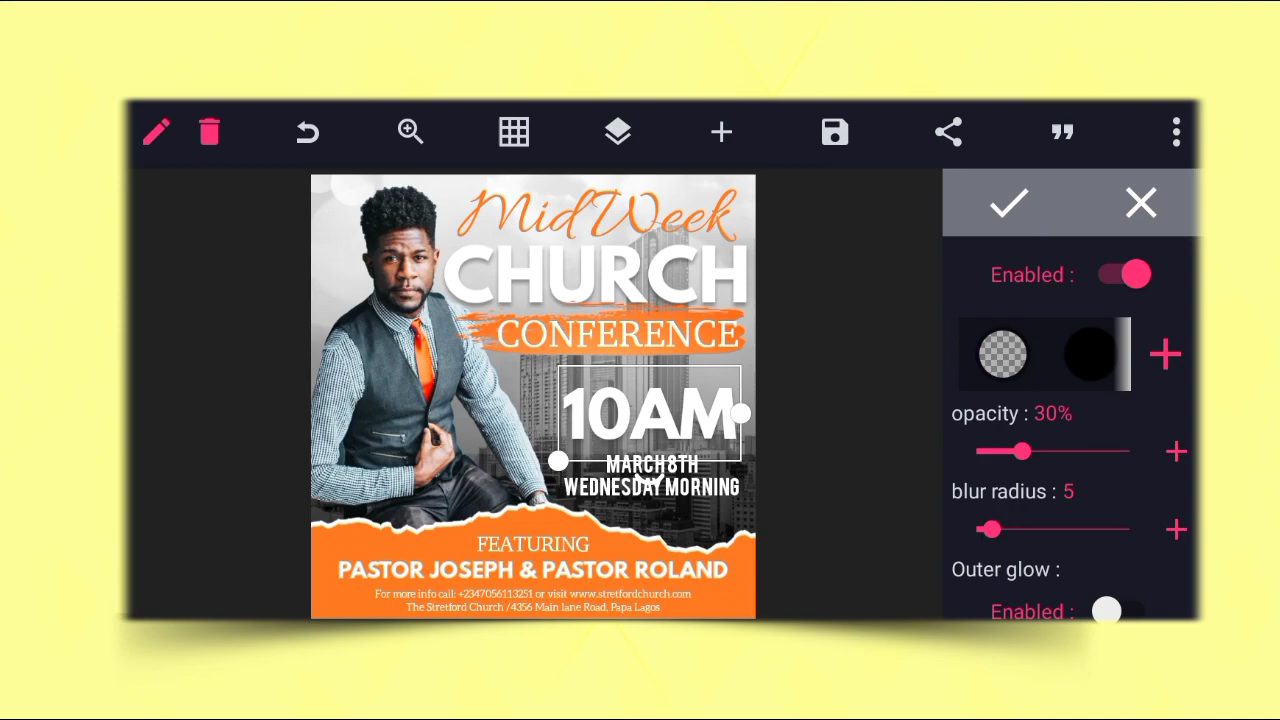 MidWeek
CHURCH
CONFERENCE
10AM
MARCH 8TH
WEDNESDAY MORNING
FEATURING
PASTOR JOSEPH & PASTOR ROLAND
For more info call: +2347056113251 or visit www.stretfordchurch.com
The Stretford Church /4356 Main lane Road, Papa Lagos
Enabled :
opacity : 30%
blur radius : 5
Outer glow :
Enabled :